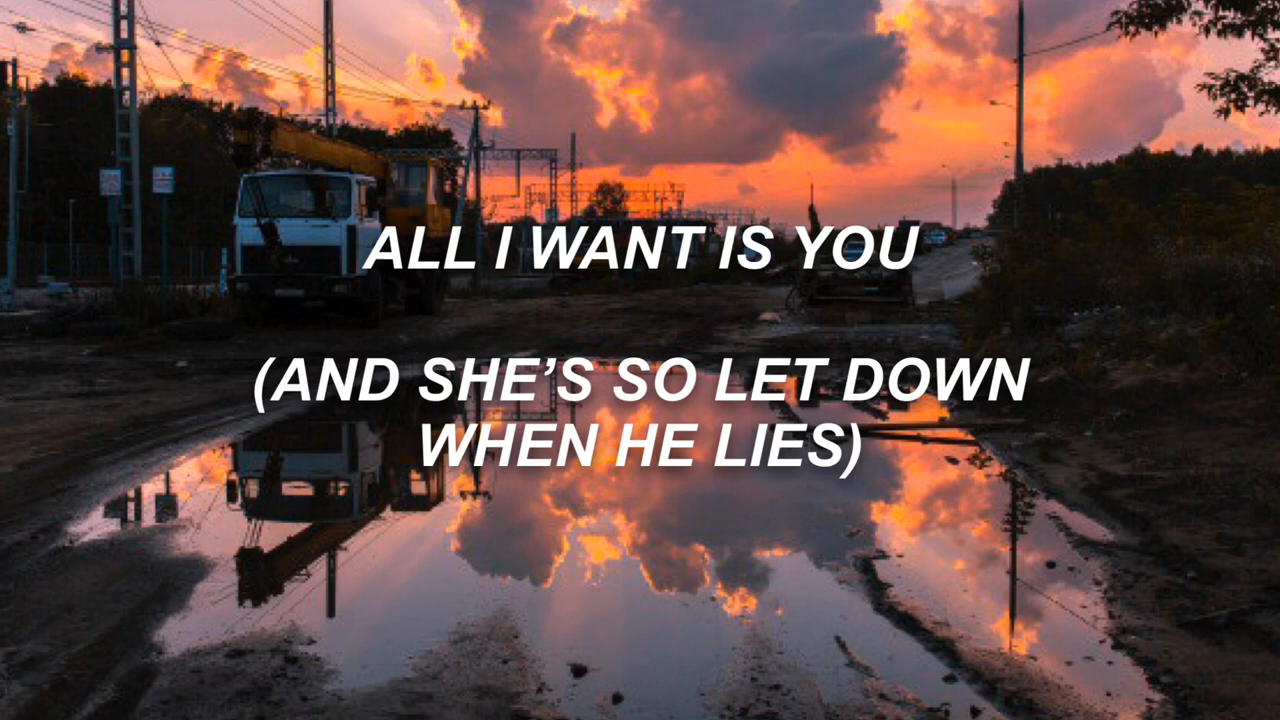 ALL I WANT IS YOU
(AND SHE’S SO LET DOWN
WHEN HE LIES)